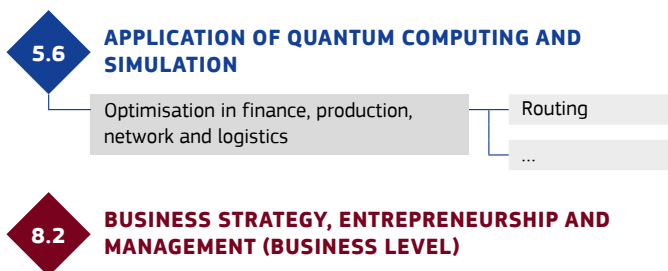 5.6
APPLICATION OF QUANTUM COMPUTING AND
SIMULATION
Optimisation in finance, production,
network and logistics
Routing
...
8.2
BUSINESS STRATEGY, ENTREPRENEURSHIP AND
MANAGEMENT (BUSINESS LEVEL)